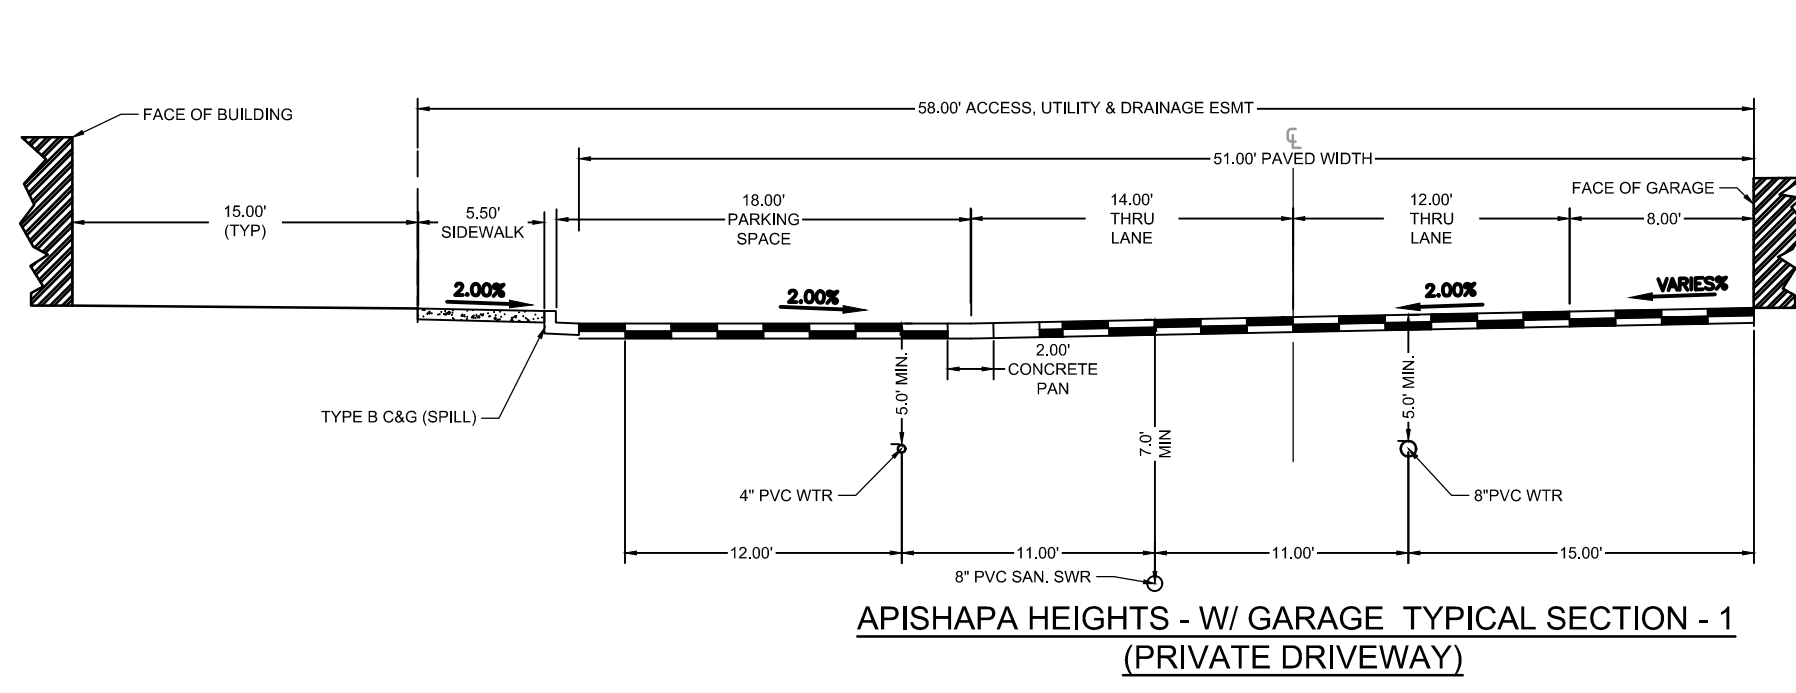 FACE OF BUILDING
58.00' ACCESS, UTILITY & DRAINAGE ESMT
CL
51.00' PAVED WIDTH
FACE OF GARAGE
15.00'
(TYP)
5.50'
SIDEWALK
18.00'
PARKING
SPACE
14.00'
THRU
LANE
12.00'
THRU
LANE
8.00'
2.00%
2.00%
2.00%
VARIES%
TYPE B C&G (SPILL)
5.0' MIN.
2.00'
CONCRETE
PAN
7.0'
MIN
5.0' MIN.
4" PVC WTR
8"PVC WTR
12.00'
11.00'
11.00'
15.00'
8" PVC SAN. SWR
APISHAPA HEIGHTS - W/ GARAGE TYPICAL SECTION - 1
(PRIVATE DRIVEWAY)